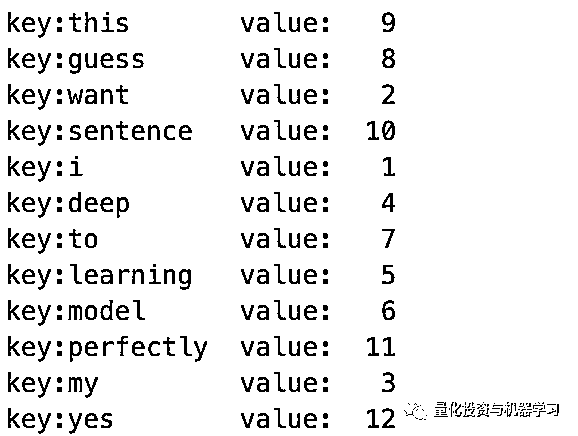 key:this value: 9
key:guess value: 8
key:want value: 2
key:sentence value: 10
key:i value: 1
key:deep value: 4
key:to value: 7
key:learning value: 5
key:model value: 6
key:perfectly value: 11
key:my value: 3
key:yes value: 12
量化投资与机器学习